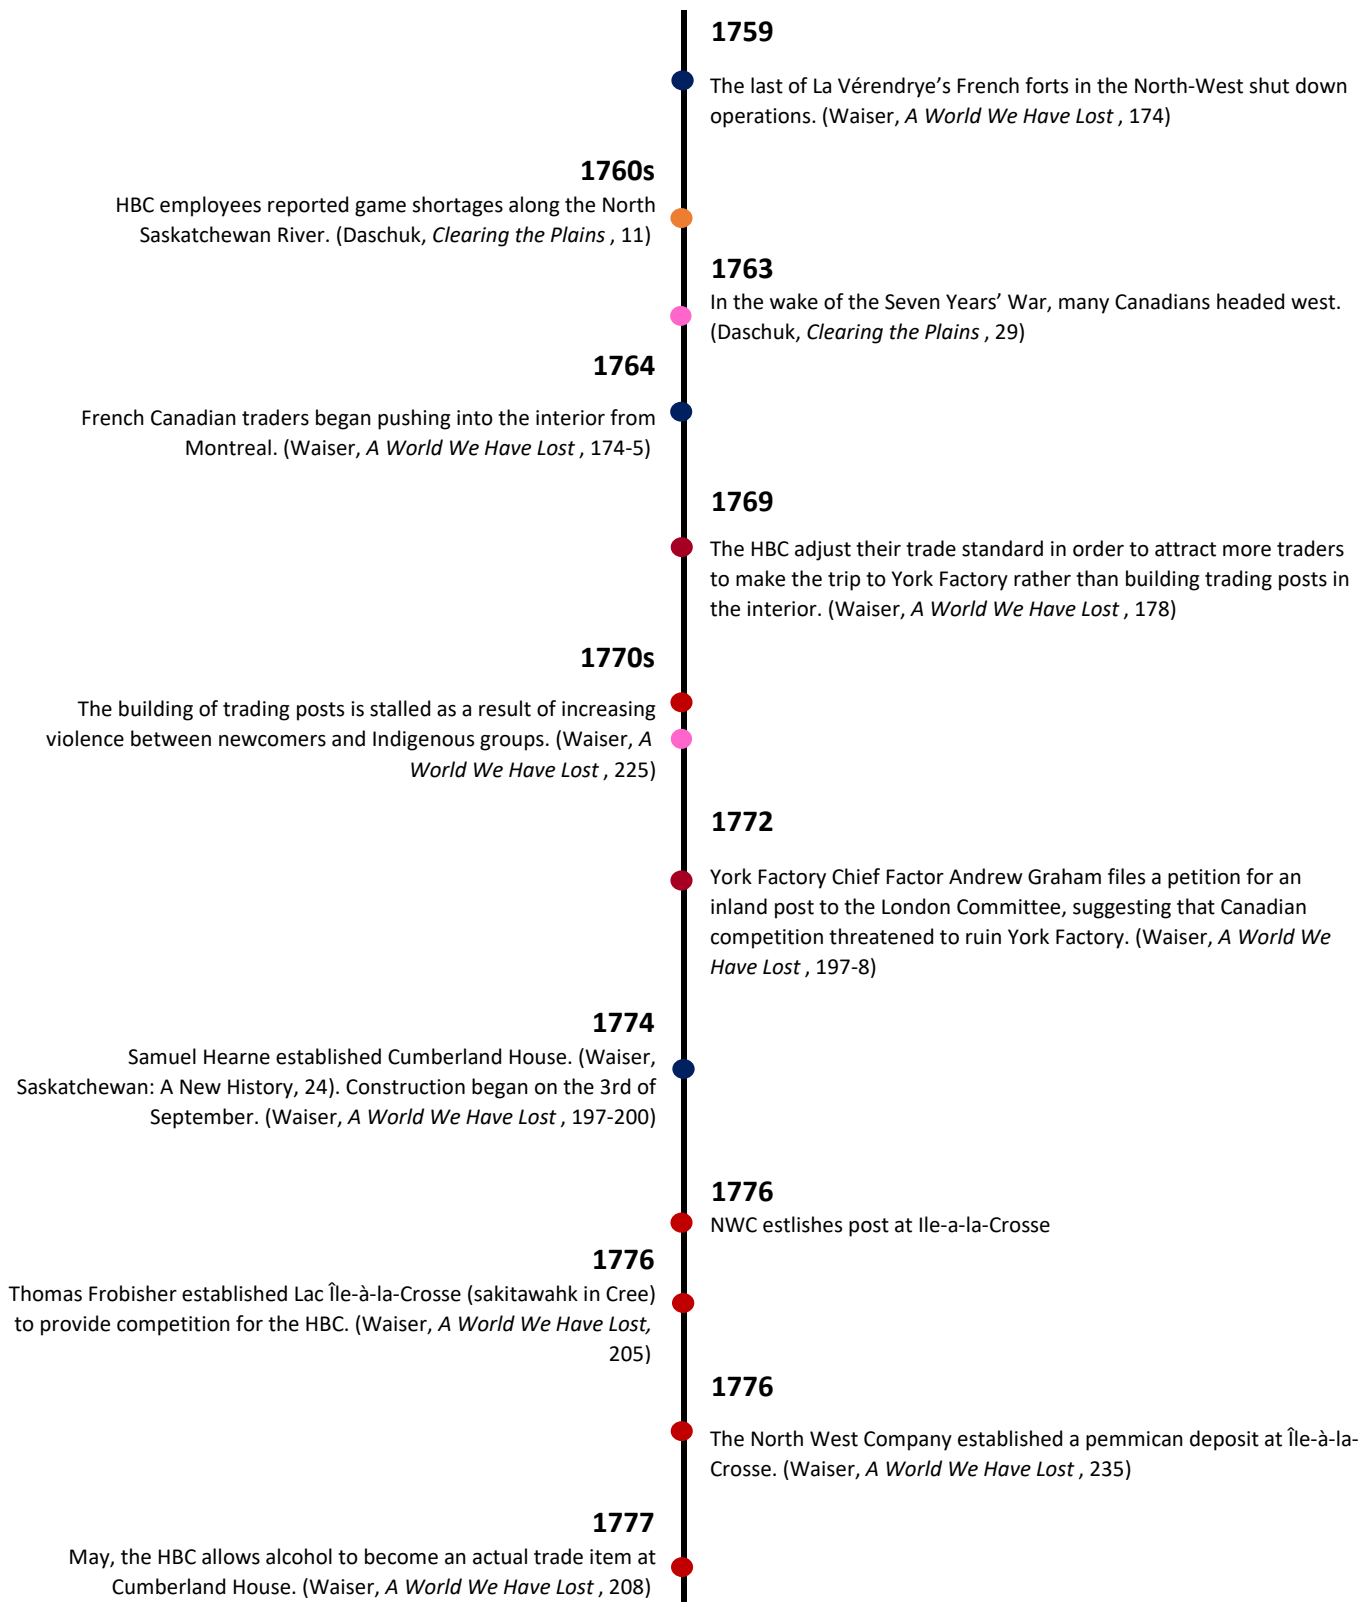 1759
The last of La Vérendrye’s French forts in the North-West shut down
operations. (Waiser, A World We Have Lost , 174)
1760s
HBC employees reported game shortages along the North
Saskatchewan River. (Daschuk, Clearing the Plains , 11)
1763
In the wake of the Seven Years’ War, many Canadians headed west.
(Daschuk, Clearing the Plains , 29)
1764
French Canadian traders began pushing into the interior from
Montreal. (Waiser, A World We Have Lost , 174-5)
1769
The HBC adjust their trade standard in order to attract more traders
to make the trip to York Factory rather than building trading posts in
the interior. (Waiser, A World We Have Lost , 178)
1770s
The building of trading posts is stalled as a result of increasing
violence between newcomers and Indigenous groups. (Waiser, A
World We Have Lost , 225)
1772
York Factory Chief Factor Andrew Graham files a petition for an
inland post to the London Committee, suggesting that Canadian
competition threatened to ruin York Factory. (Waiser, A World We
Have Lost , 197-8)
1774
Samuel Hearne established Cumberland House. (Waiser,
Saskatchewan: A New History, 24). Construction began on the 3rd of
September. (Waiser, A World We Have Lost , 197-200)
1776
NWC estlishes post at Ile-a-la-Crosse
1776
Thomas Frobisher established Lac Île-à-la-Crosse (sakitawahk in Cree)
to provide competition for the HBC. (Waiser, A World We Have Lost,
205)
1776
The North West Company established a pemmican deposit at Île-à-la-
Crosse. (Waiser, A World We Have Lost , 235)
1777
May, the HBC allows alcohol to become an actual trade item at
Cumberland House. (Waiser, A World We Have Lost , 208)